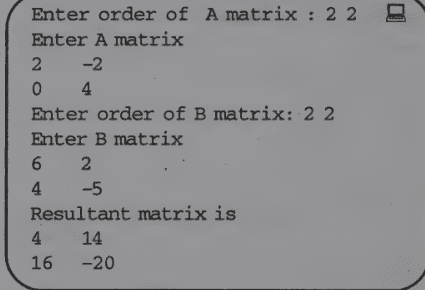 Enter order of A matrix : 2 2
Enter A matrix
2 -2
0 4
Enter order of B matrix: 2 2
Enter B matrix
6 2
4 -5
Resultant matrix is
4 14
16 -20